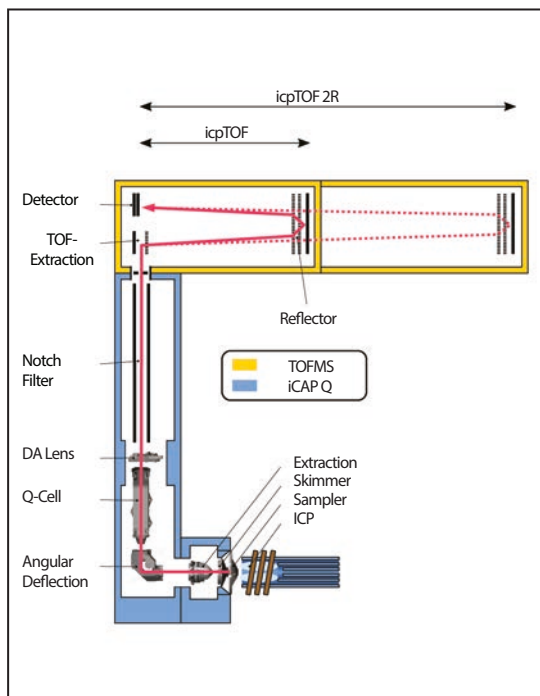 icpTOF 2R
icpTOF
Detector
TOF-
Extraction
Reflector
Notch
Filter
TOFMS
iCAP Q
DA Lens
Q-Cell
Angular
Deflection
Extraction
Skimmer
Sampler
ICP